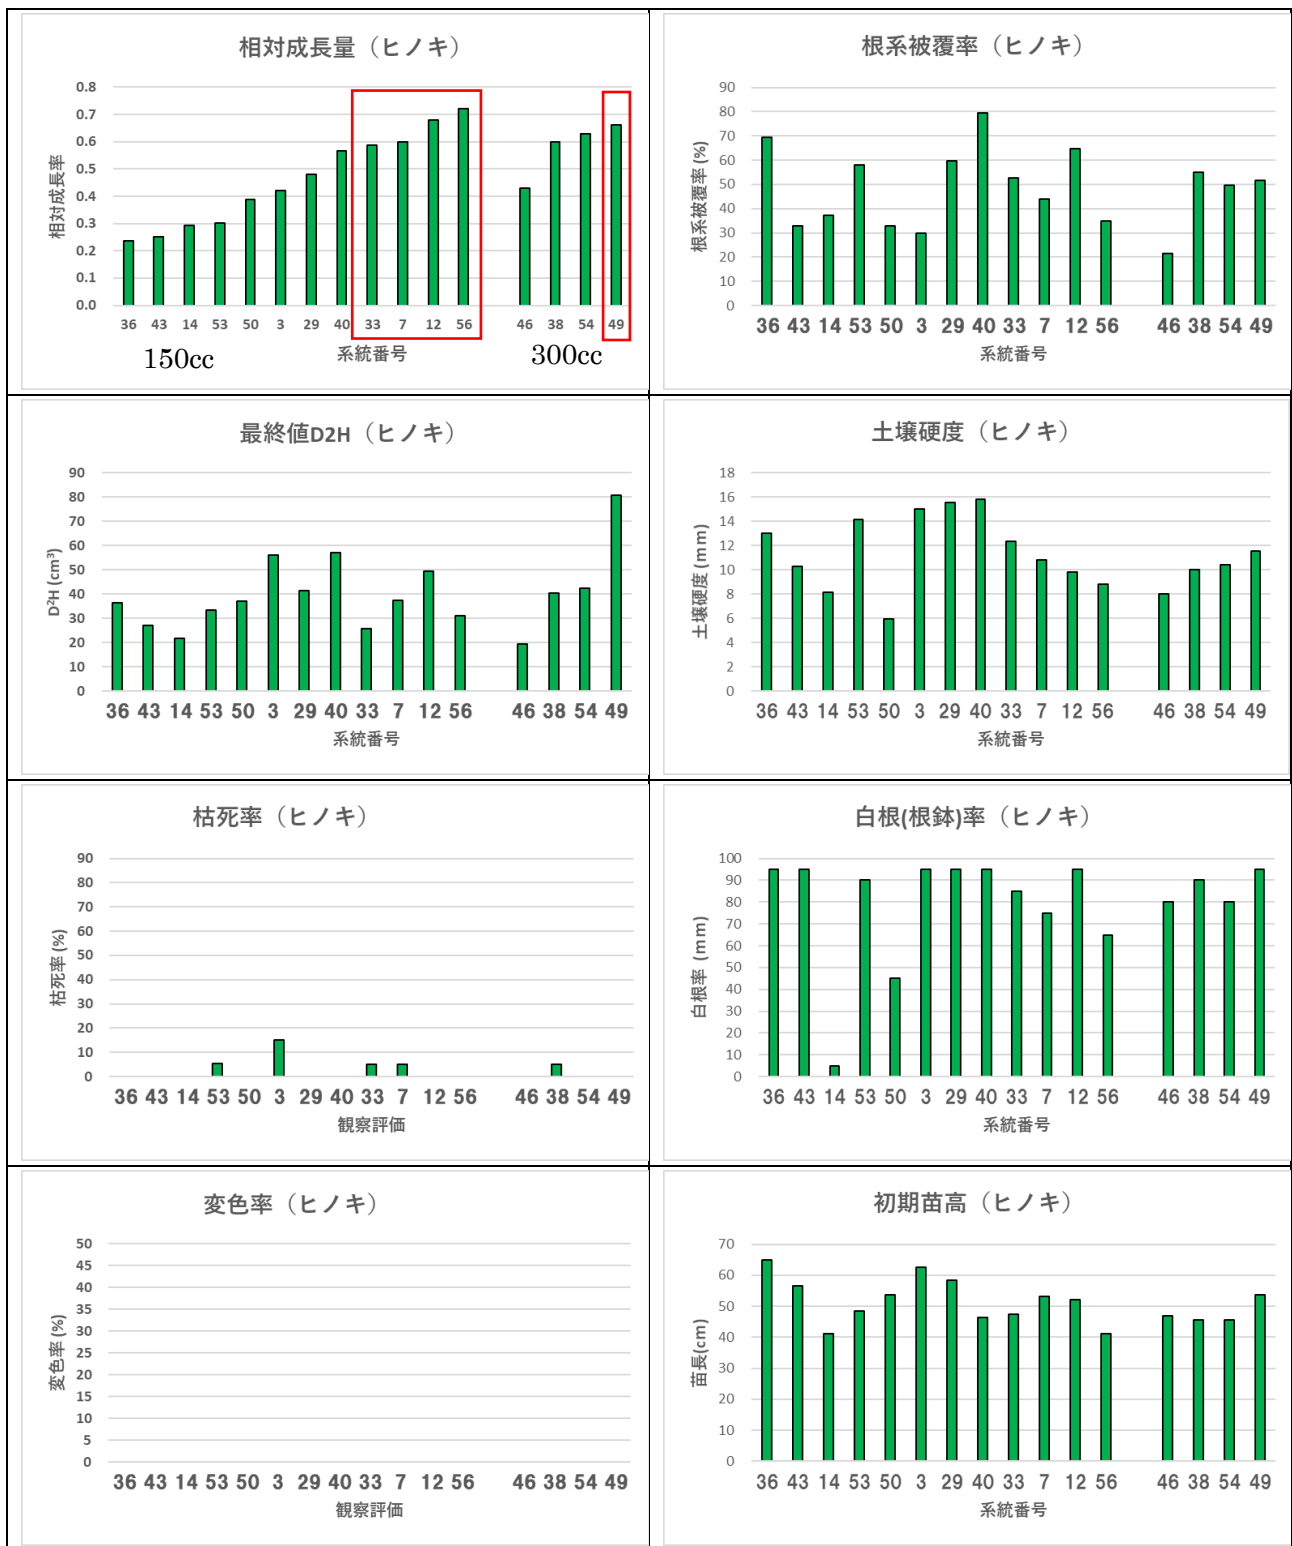 相対成長量（ヒノキ）
相対成長率
0.8
0.7
0.6
0.5
0.4
0.3
0.2
0.1
0.0
36 43 14 53 50 3 29 40 33 7 12 56 46 38 54 49
150cc 系統番号 300cc
根系被覆率（ヒノキ）
根系被覆率(%)
90
80
70
60
50
40
30
20
10
0
36 43 14 53 50 3 29 40 33 7 12 56 46 38 54 49
系統番号
最終値D2H（ヒノキ）
D²H (cm³)
90
80
70
60
50
40
30
20
10
0
36 43 14 53 50 3 29 40 33 7 12 56 46 38 54 49
系統番号
土壌硬度（ヒノキ）
土壌硬度(mm)
18
16
14
12
10
8
6
4
2
0
36 43 14 53 50 3 29 40 33 7 12 56 46 38 54 49
系統番号
枯死率（ヒノキ）
枯死率(%)
90
80
70
60
50
40
30
20
10
0
36 43 14 53 50 3 29 40 33 7 12 56 46 38 54 49
観察評価
白根(根鉢)率（ヒノキ）
白根率 (mm)
100
90
80
70
60
50
40
30
20
10
0
36 43 14 53 50 3 29 40 33 7 12 56 46 38 54 49
系統番号
変色率（ヒノキ）
変色率(%)
50
45
40
35
30
25
20
15
10
5
0
36 43 14 53 50 3 29 40 33 7 12 56 46 38 54 49
観察評価
初期苗高（ヒノキ）
苗長(cm)
70
60
50
40
30
20
10
0
36 43 14 53 50 3 29 40 33 7 12 56 46 38 54 49
系統番号